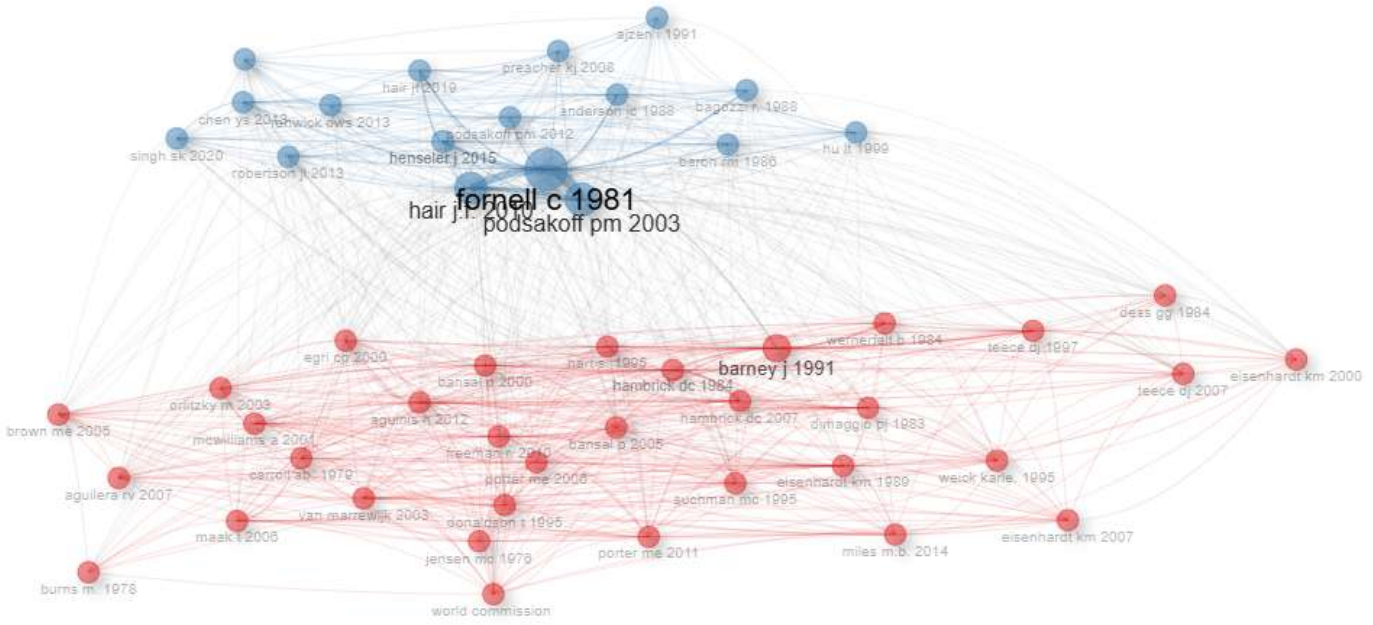 ajzen i 1991
preacher kj 2008
hair jf 2019
bagozzi r. 1988
anderson jc 1988
chen ys 2013
renwick dws 2013
podsakoff pm 2012
singh sk 2020
henseler j 2015
baron rm 1986
hu lt 1999
robertson jl 2013
fornell c 1981
hair j.f. 2010
podsakoff pm 2003
dess gg 1984
wernerfelt b 1984
teece dj 1997
egri cp 2000
hart sl 1995
barney j 1991
eisenhardt km 2000
bansal p 2000
hambrick dc 1984
teece dj 2007
orlitzky m 2003
aguinis h 2012
hambrick dc 2007
dimaggio pj 1983
brown me 2005
mcwilliams a 2001
freeman r 2010
bansal p 2005
carroll ab. 1979
porter me 2006
eisenhardt km 1989
weick karle. 1995
aguilera rv 2007
suchman mc 1995
van marrewijk 2003
donaldson t 1995
maak t 2006
eisenhardt km 2007
jensen mc 1976
porter me 2011
miles m.b. 2014
burns m. 1978
world commission